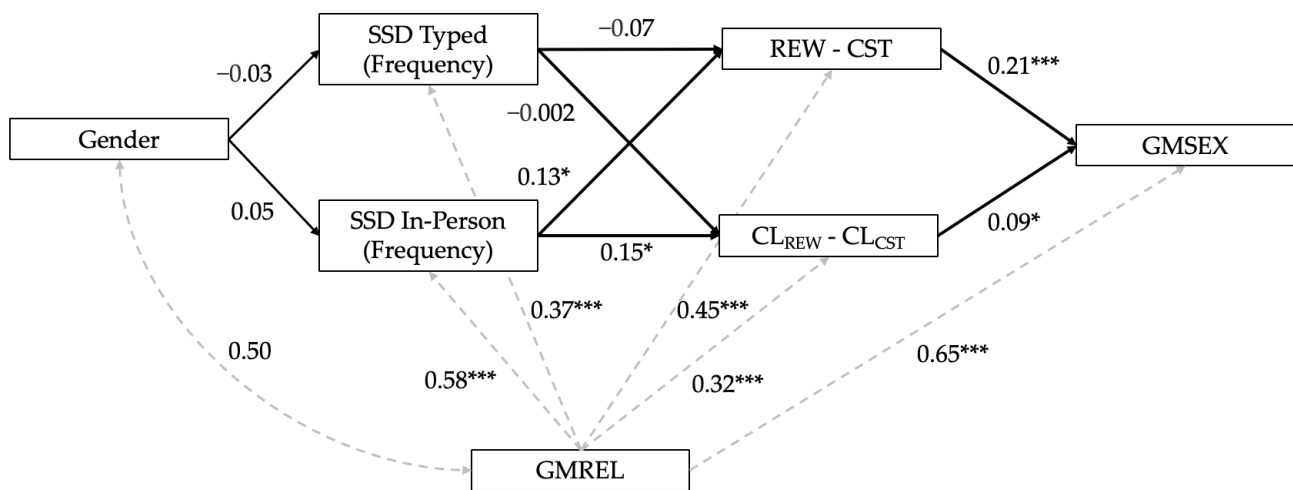 SSD Typed
(Frequency)
−0.07
REW - CST
−0.03
0.21***
−0.002
Gender
GMSEX
0.13*
0.05
SSD In-Person
(Frequency)
0.15*
CL_REW - CL_CST
0.09*
0.37***
0.45***
0.50
0.58***
0.32***
0.65***
GMREL